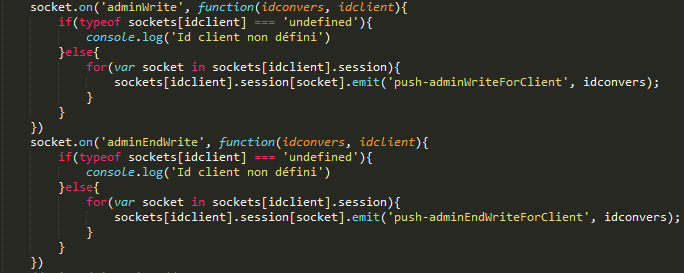 socket.on('adminWrite', function(idconvers, idclient){
if(typeof sockets[idclient] === 'undefined'){
console.log('Id client non défini')
}else{
for(var socket in sockets[idclient].session){
sockets[idclient].session[socket].emit('push-adminWriteForClient', idconvers);
}
}
})
socket.on('adminEndWrite', function(idconvers, idclient){
if(typeof sockets[idclient] === 'undefined'){
console.log('Id client non défini')
}else{
for(var socket in sockets[idclient].session){
sockets[idclient].session[socket].emit('push-adminEndWriteForClient', idconvers);
}
}
})